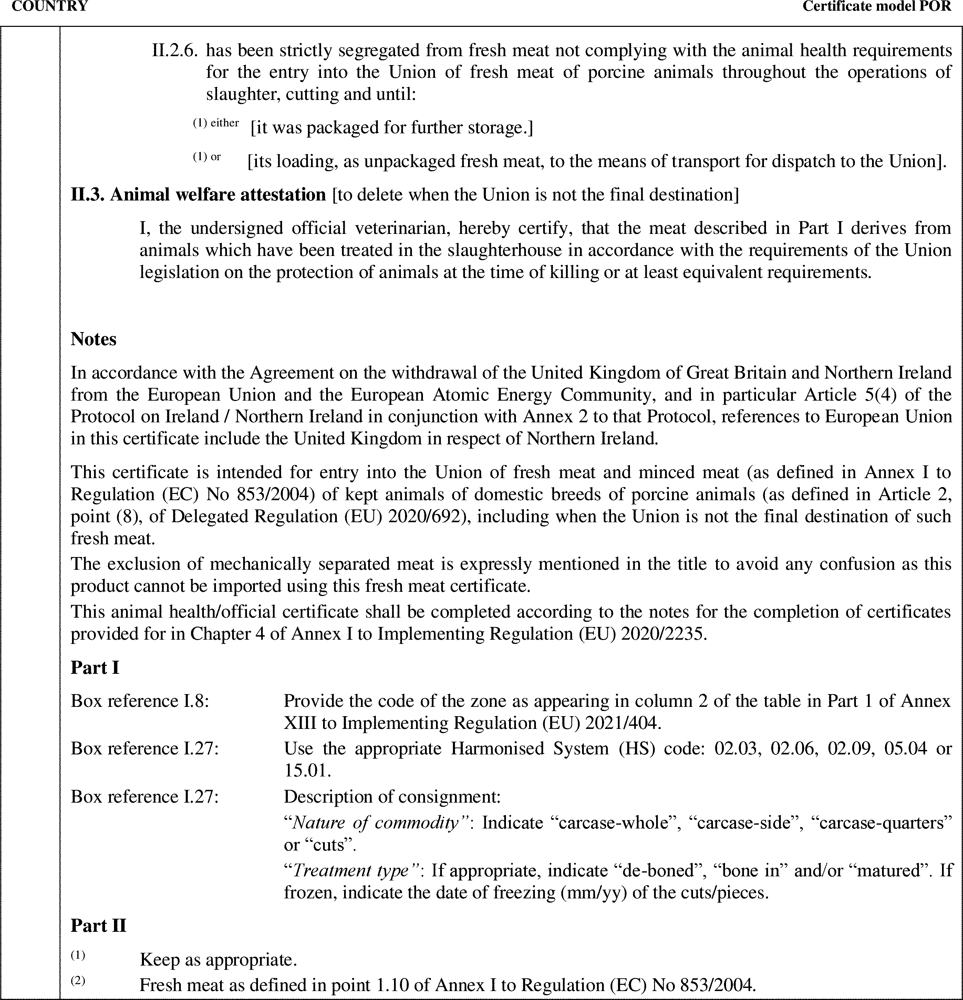 COUNTRY Certificate model POR
II.2.6. has been strictly segregated from fresh meat not complying with the animal health requirements
for the entry into the Union of fresh meat of porcine animals throughout the operations of
slaughter, cutting and until:
(1) either [it was packaged for further storage.]
(1) or [its loading, as unpackaged fresh meat, to the means of transport for dispatch to the Union].
II.3. Animal welfare attestation [to delete when the Union is not the final destination]
I, the undersigned official veterinarian, hereby certify, that the meat described in Part I derives from
animals which have been treated in the slaughterhouse in accordance with the requirements of the Union
legislation on the protection of animals at the time of killing or at least equivalent requirements.
Notes
In accordance with the Agreement on the withdrawal of the United Kingdom of Great Britain and Northern Ireland
from the European Union and the European Atomic Energy Community, and in particular Article 5(4) of the
Protocol on Ireland / Northern Ireland in conjunction with Annex 2 to that Protocol, references to European Union
in this certificate include the United Kingdom in respect of Northern Ireland.
This certificate is intended for entry into the Union of fresh meat and minced meat (as defined in Annex I to
Regulation (EC) No 853/2004) of kept animals of domestic breeds of porcine animals (as defined in Article 2,
point (8), of Delegated Regulation (EU) 2020/692), including when the Union is not the final destination of such
fresh meat.
The exclusion of mechanically separated meat is expressly mentioned in the title to avoid any confusion as this
product cannot be imported using this fresh meat certificate.
This animal health/official certificate shall be completed according to the notes for the completion of certificates
provided for in Chapter 4 of Annex I to Implementing Regulation (EU) 2020/2235.
Part I
Box reference I.8: Provide the code of the zone as appearing in column 2 of the table in Part 1 of Annex
XIII to Implementing Regulation (EU) 2021/404.
Box reference I.27: Use the appropriate Harmonised System (HS) code: 02.03, 02.06, 02.09, 05.04 or
15.01.
Box reference I.27: Description of consignment:
“Nature of commodity”: Indicate “carcase-whole”, “carcase-side”, “carcase-quarters”
or “cuts”.
“Treatment type”: If appropriate, indicate “de-boned”, “bone in” and/or “matured”. If
frozen, indicate the date of freezing (mm/yy) of the cuts/pieces.
Part II
(1) Keep as appropriate.
(2) Fresh meat as defined in point 1.10 of Annex I to Regulation (EC) No 853/2004.